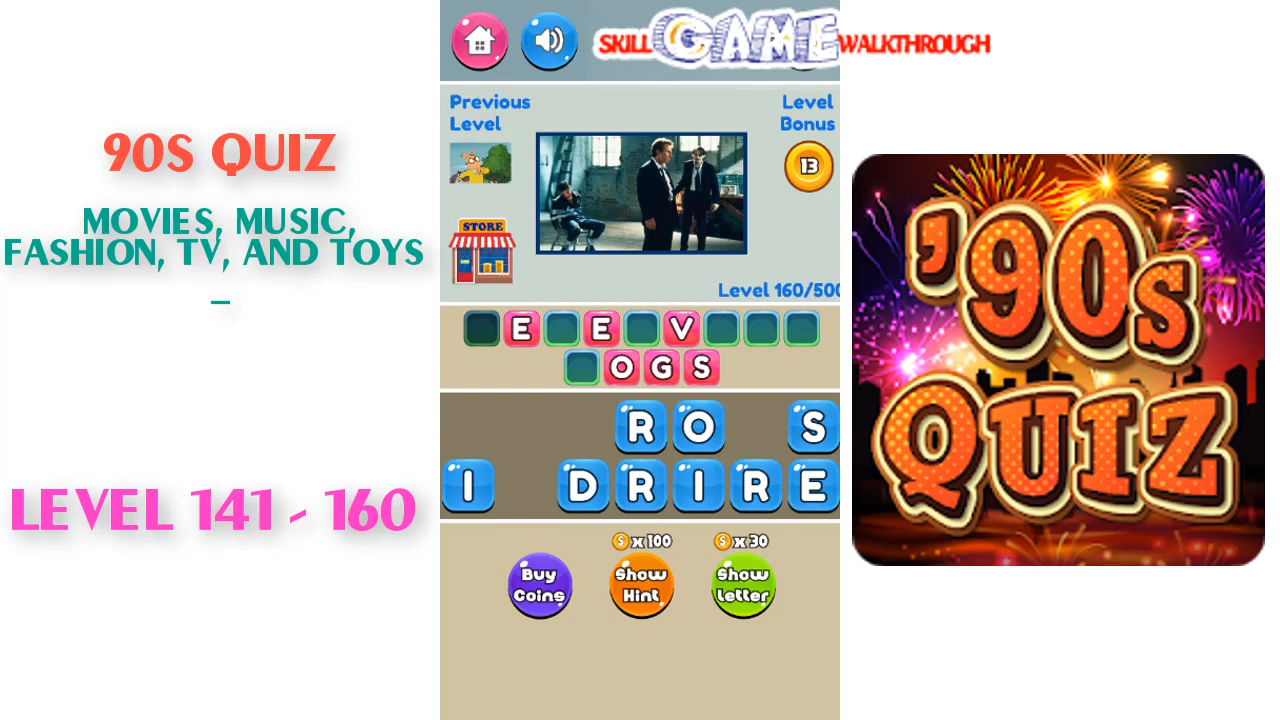 90S QUIZ
MOVIES, MUSIC,
FASHION, TV, AND TOYS
–
LEVEL 141 - 160
SKILL GAME WALKTHROUGH
Previous
Level
Level
Bonus
13
STORE
Level 160/500
E E V
O G S
R O S
I D R I R E
$ x 100
$ x 30
Buy
Coins
Show
Hint
Show
Letter
'90s
QUIZ